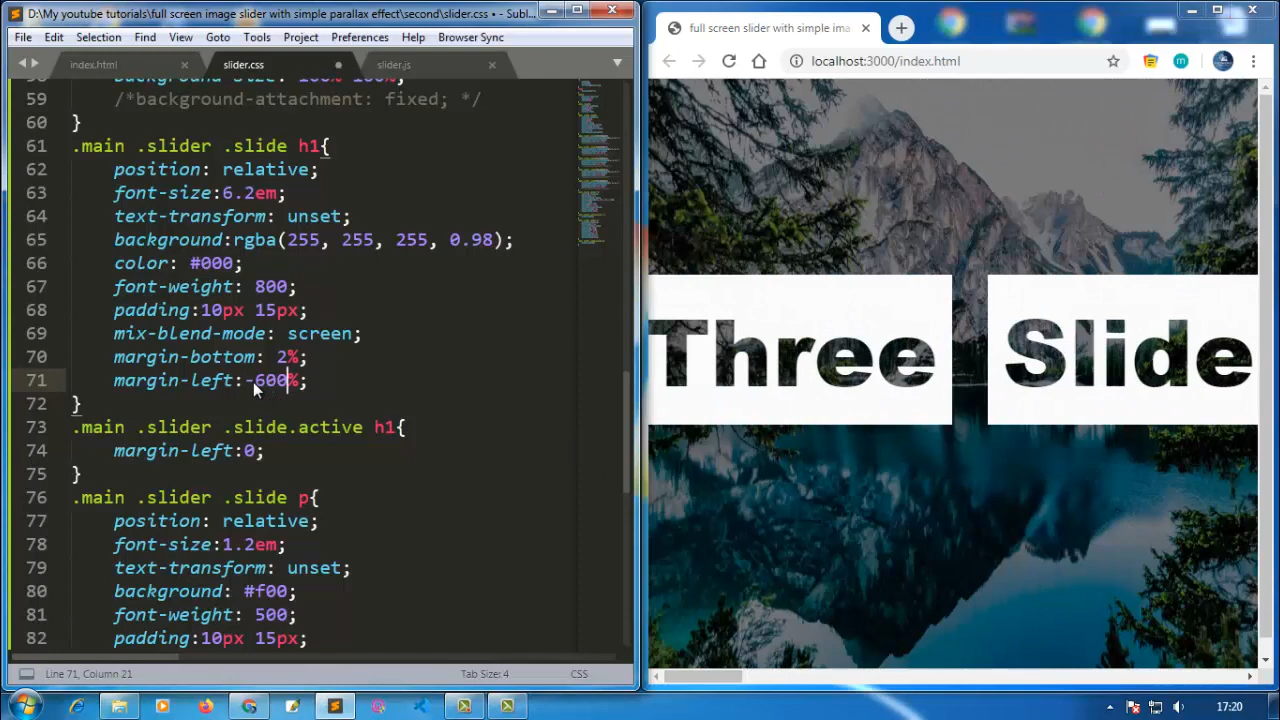 D:\My tutorials\full screen image slider with simple parallax effect\second\slider.css • - Subl...
File Edit Selection Find View Goto Tools Project Preferences Help Browser Sync
index.html slider.css slider.js
59 /*background-attachment: fixed; */
60 }
61 .main .slider .slide h1{
62 position: relative;
63 font-size:6.2em;
64 text-transform: unset;
65 background:rgba(255, 255, 255, 0.98);
66 color: #000;
67 font-weight: 800;
68 padding:10px 15px;
69 mix-blend-mode: screen;
70 margin-bottom: 2%;
71 margin-left:-600%;
72 }
73 .main .slider .slide.active h1{
74 margin-left:0;
75 }
76 .main .slider .slide p{
77 position: relative;
78 font-size:1.2em;
79 text-transform: unset;
80 background: #f00;
81 font-weight: 500;
82 padding:10px 15px;
Line 71, Column 21 Tab Size:4 CSS
full screen slider with simple ima
localhost:3000/index.html
m
Three Slide
17:20